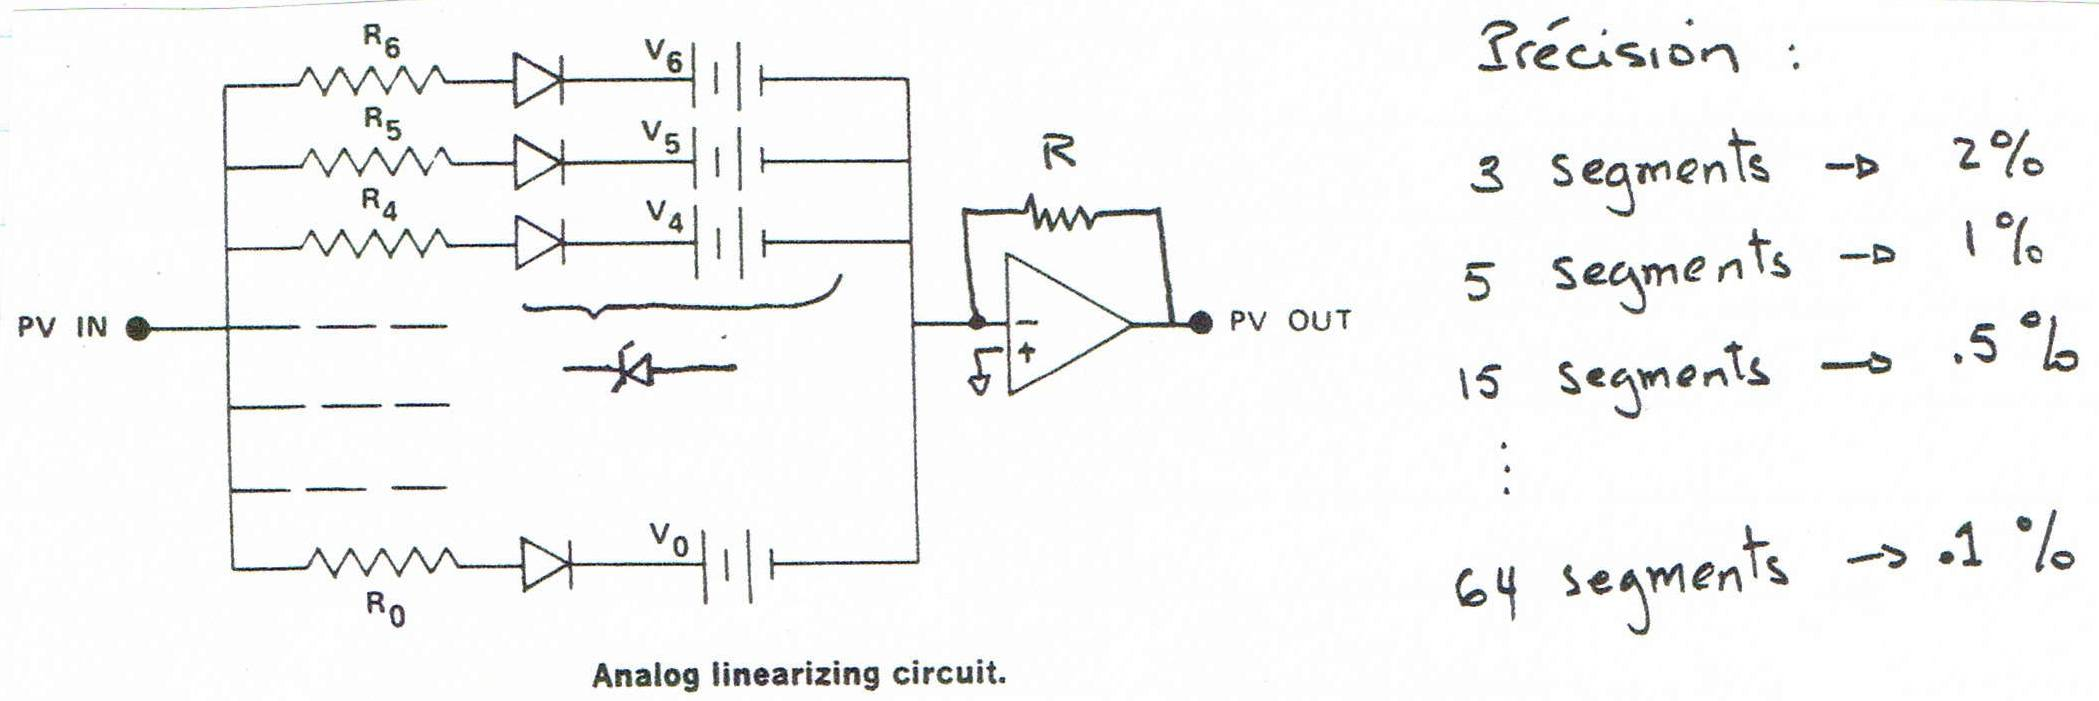 R6
V6
R5
V5
R4
V4
PV IN
R
−
+
PV OUT
V0
R0
Analog linearizing circuit.
Précision :
3 segments → 2%
5 segments → 1%
15 segments → .5%
⋮
64 segments → .1 %